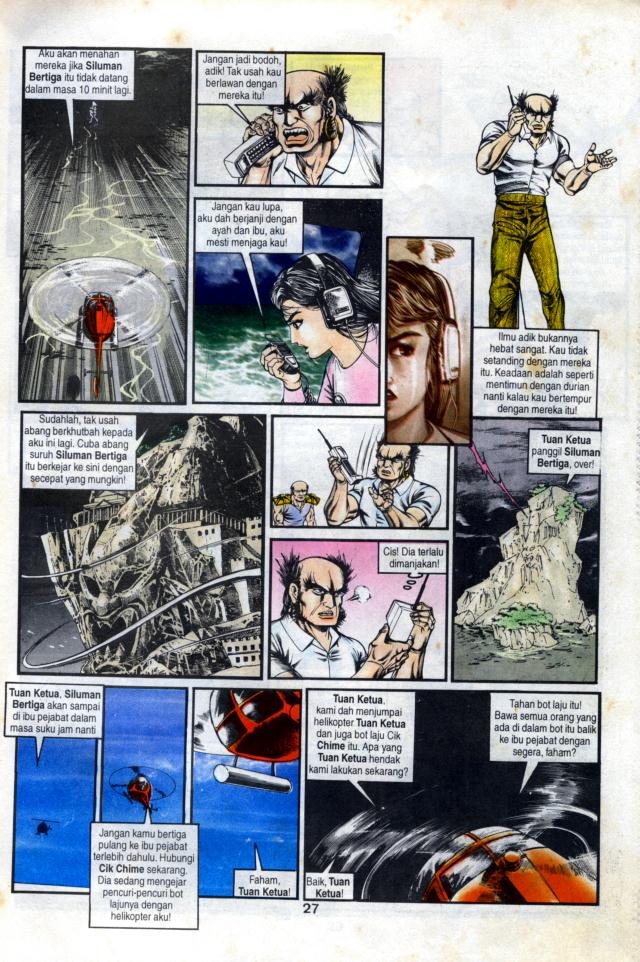 Aku akan menahan
mereka jika Siluman
Bertiga itu tidak datang
dalam masa 10 minit lagi.
Jangan jadi bodoh,
adik! Tak usah kau
berlawan dengan
mereka itu!
Jangan kau lupa,
aku dah berjanji dengan
ayah dan ibu, aku
mesti menjaga kau!
Ilmu adik bukannya
hebat sangat. Kau tidak
setanding dengan mereka
itu. Keadaan adalah seperti
mentimun dengan durian
nanti kalau kau bertempur
dengan mereka itu!
Sudahlah, tak usah
abang berkhutbah kepada
aku ini lagi. Cuba abang
suruh Siluman Bertiga
itu berkejar ke sini dengan
secepat yang mungkin!
Cis! Dia terlalu
dimanjakan!
Tuan Ketua
panggil Siluman
Bertiga, over!
Tuan Ketua, Siluman
Bertiga akan sampai
di ibu pejabat dalam
masa suku jam nanti
Jangan kamu bertiga
pulang ke ibu pejabat
terlebih dahulu. Hubungi
Cik Chime sekarang.
Dia sedang mengejar
pencuri-pencuri bot
lajunya dengan
helikopter aku!
Faham,
Tuan Ketua!
Tuan Ketua,
kami dah menjumpai
helikopter Tuan Ketua
dan juga bot laju Cik
Chime itu. Apa yang
Tuan Ketua hendak
kami lakukan sekarang?
Tahan bot laju itu!
Bawa semua orang yang
ada di dalam bot itu balik
ke ibu pejabat dengan
segera, faham?
Baik, Tuan
Ketua!
27